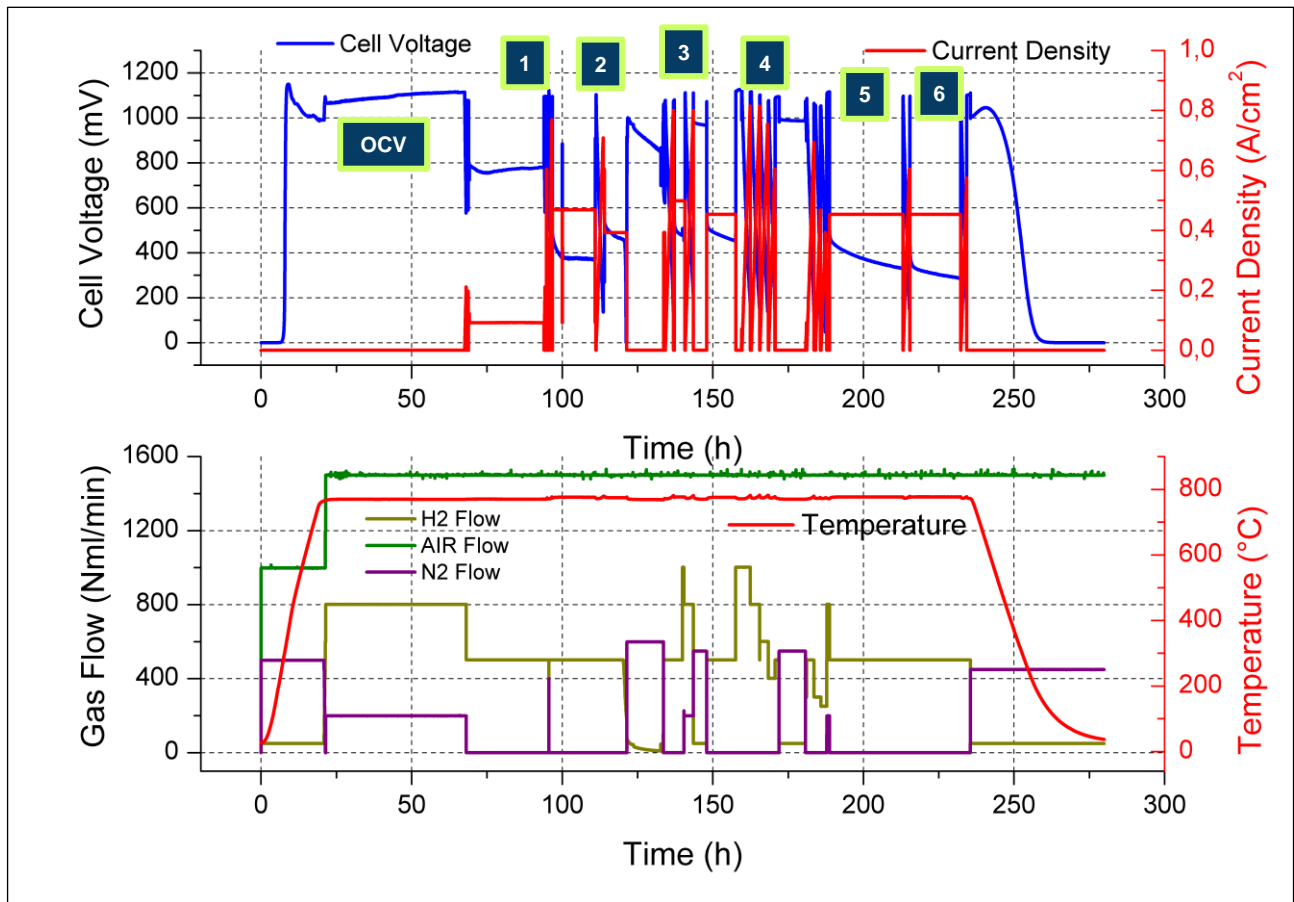 Cell Voltage
Current Density
1
2
3
4
5
6
OCV
1200
1000
800
600
400
200
0
Cell Voltage (mV)
1,0
0,8
0,6
0,4
0,2
0,0
Current Density (A/cm²)
0 50 100 150 200 250 300
Time (h)
1600
1200
800
400
0
Gas Flow (Nml/min)
H2 Flow
AIR Flow
N2 Flow
Temperature
800
600
400
200
0
Temperature (°C)
0 50 100 150 200 250 300
Time (h)